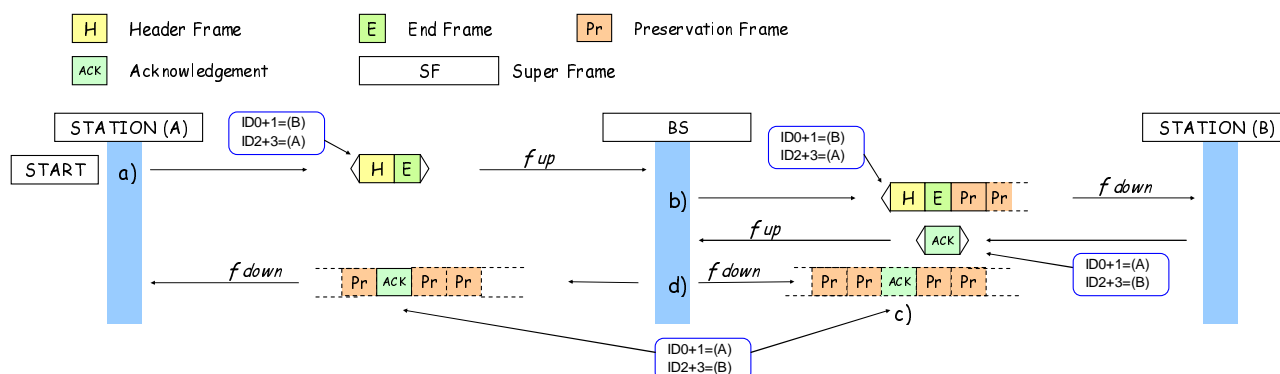 H Header Frame E End Frame Pr Preservation Frame
ACK Acknowledgement SF Super Frame
STATION (A) ID0+1=(B) BS ID0+1=(B) STATION (B)
ID2+3=(A) ID2+3=(A)
START a) H E f up
b) H E Pr Pr f down
f up ACK
ID0+1=(A)
ID2+3=(B)
f down Pr ACK Pr Pr d) f down Pr Pr ACK Pr Pr
c)
ID0+1=(A)
ID2+3=(B)